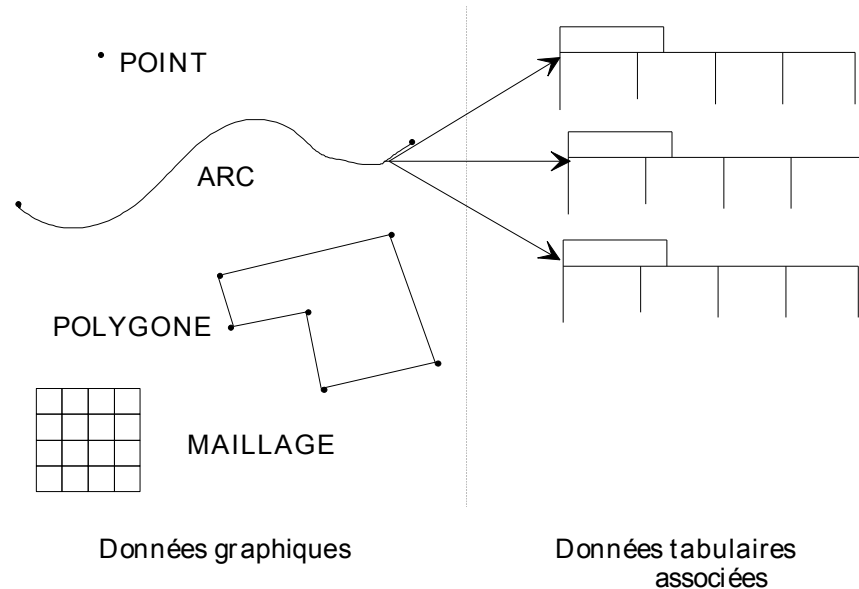 POINT
ARC
POLYGONE
MAILLAGE
Données graphiques
Données tabulaires
associées